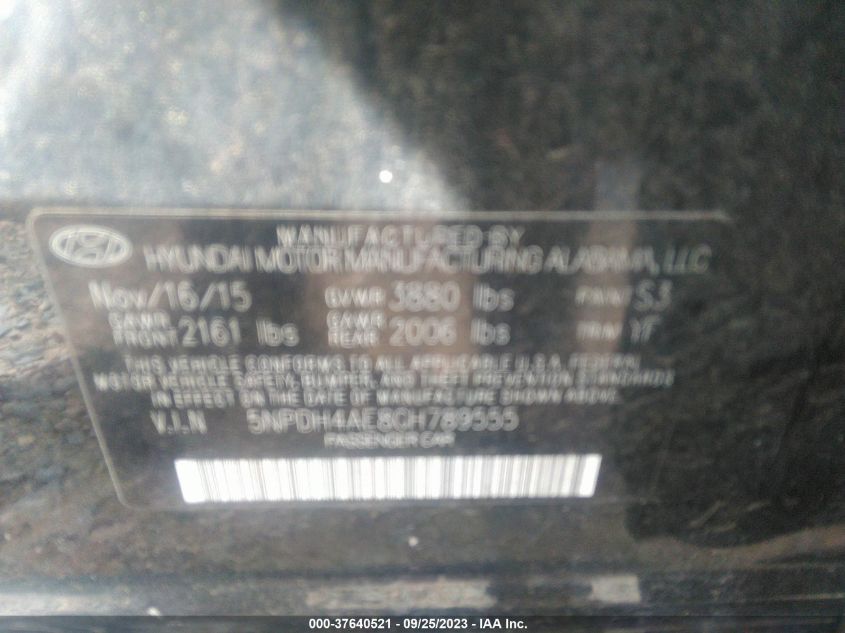 MANUFACTURED BY
HYUNDAI MOTOR MANUFACTURING ALABAMA, LLC
Nov/16/15 GVWR 3880 lbs PAINT S3
GAWR FRONT 2161 lbs GAWR REAR 2006 lbs TRIM YF
THIS VEHICLE CONFORMS TO ALL APPLICABLE U.S.A. FEDERAL
MOTOR VEHICLE SAFETY, BUMPER, AND THEFT PREVENTION STANDARDS
IN EFFECT ON THE DATE OF MANUFACTURE SHOWN ABOVE.
V.I.N 5NPDH4AE8GH789555
PASSENGER CAR
000-37640521 - 09/25/2023 - IAA Inc.